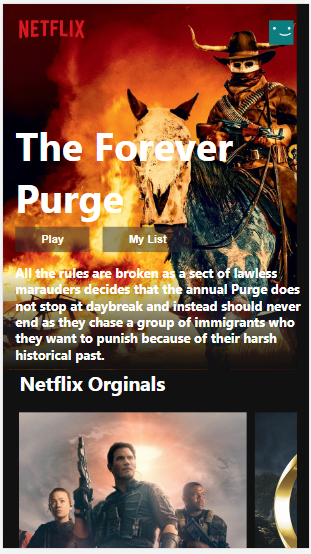 NETFLIX
The Forever
Purge
Play
My List
All the rules are broken as a sect of lawless
marauders decides that the annual Purge does
not stop at daybreak and instead should never
end as they chase a group of immigrants who
they want to punish because of their harsh
historical past.
Netflix Orginals